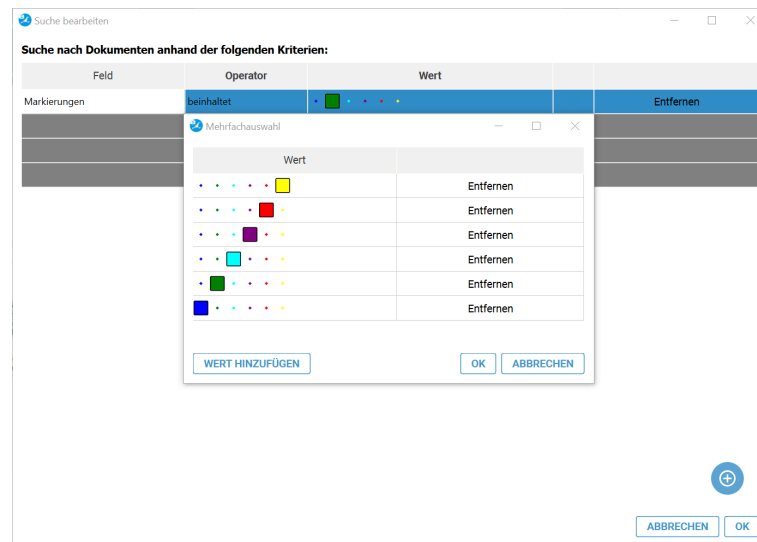 Suche bearbeiten
Suche nach Dokumenten anhand der folgenden Kriterien:
Feld Operator Wert
Markierungen beinhaltet Entfernen
Mehrfachauswahl
Wert
Entfernen
Entfernen
Entfernen
Entfernen
Entfernen
Entfernen
WERT HINZUFÜGEN OK ABBRECHEN
ABBRECHEN OK